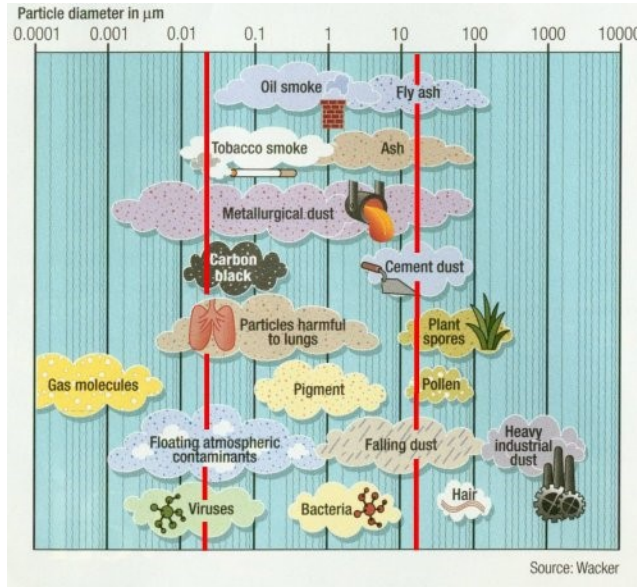 Particle diameter in µm
0.0001 0.001 0.01 0.1 1 10 100 1000 10000
Oil smoke
Fly ash
Tobacco smoke
Ash
Metallurgical dust
Carbon
black
Cement dust
Particles harmful
to lungs
Plant
spores
Gas molecules
Pigment
Pollen
Floating atmospheric
contaminants
Falling dust
Heavy
industrial
dust
Viruses
Bacteria
Hair
Source: Wacker